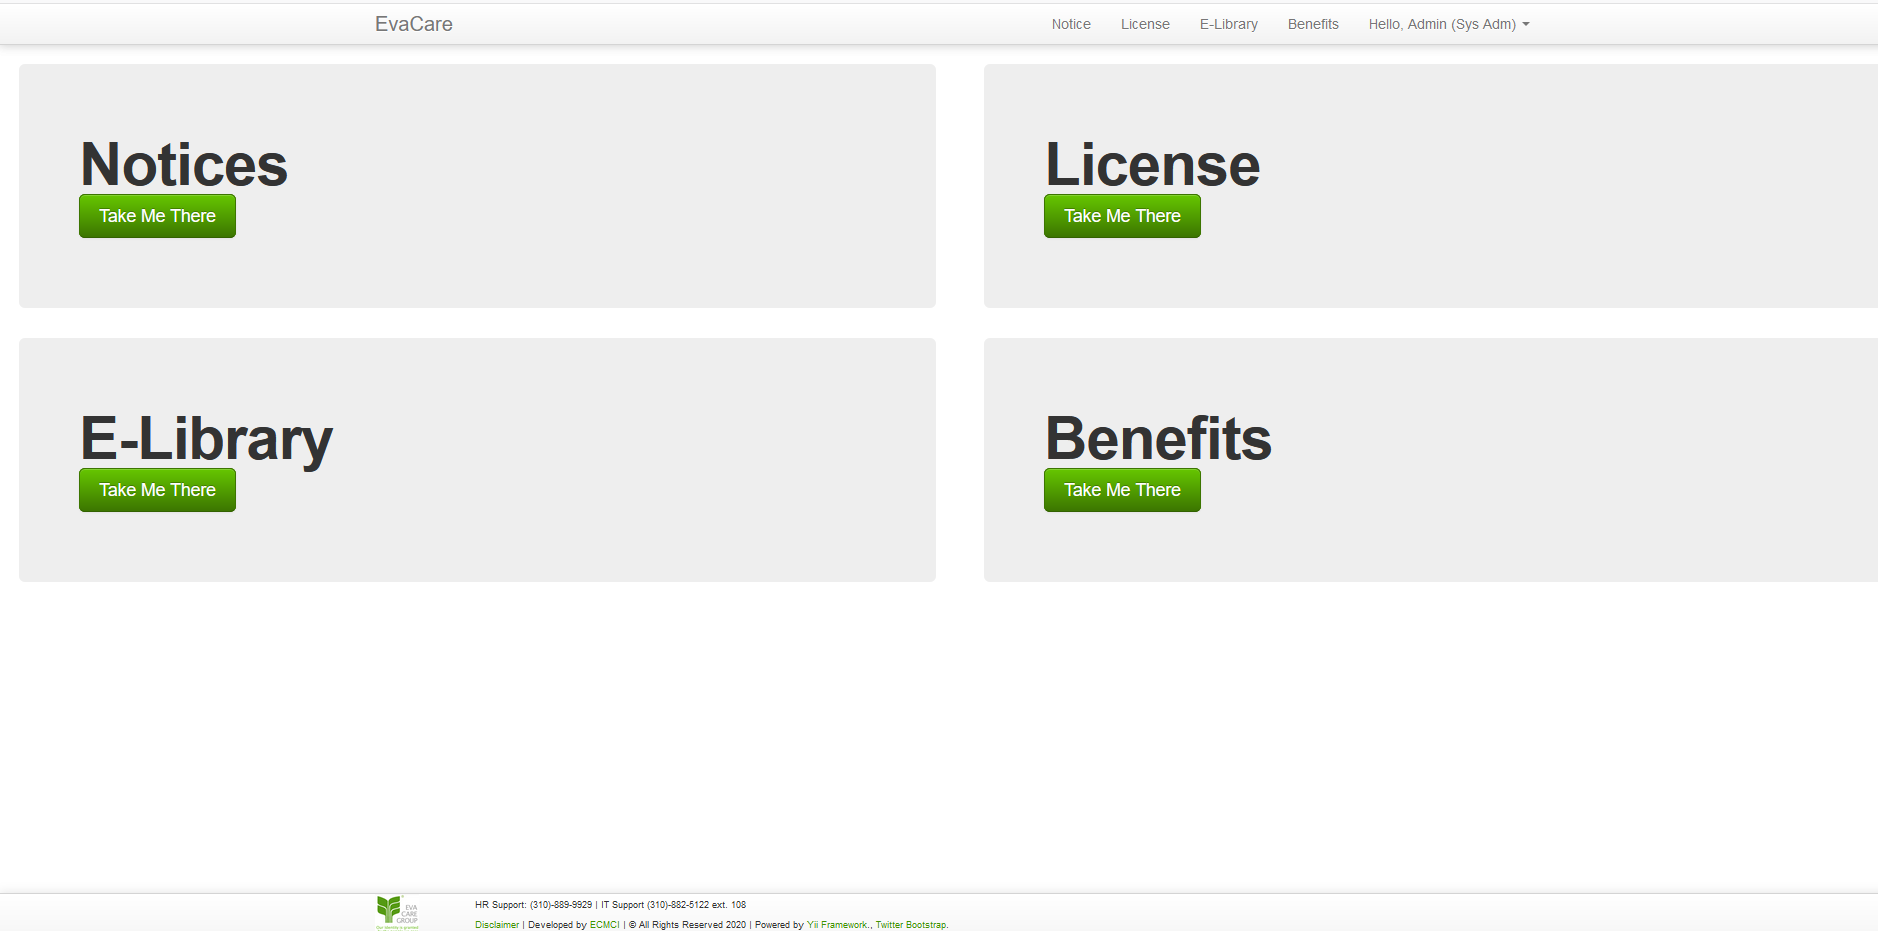 EvaCare
Notice License E-Library Benefits Hello, Admin (Sys Adm)
Notices
Take Me There
License
Take Me There
E-Library
Take Me There
Benefits
Take Me There
EVA
CARE
GROUP
HR Support: (310)-889-9929 | IT Support (310)-882-5122 ext. 108
Disclaimer | Developed by ECMCI | © All Rights Reserved 2020 | Powered by Yii Framework., Twitter Bootstrap.